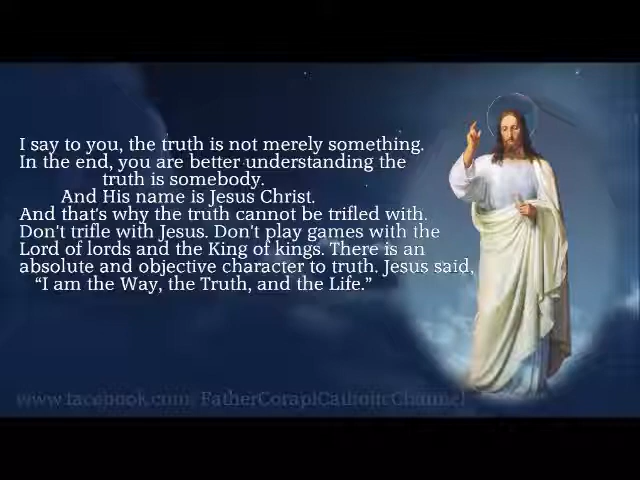 I say to you, the truth is not merely something.
In the end, you are better understanding the
truth is somebody.
And His name is Jesus Christ.
And that's why the truth cannot be trifled with.
Don't trifle with Jesus. Don't play games with the
Lord of lords and the King of kings. There is an
absolute and objective character to truth. Jesus said,
“I am the Way, the Truth, and the Life.”
www.facebook.com/FatherCorapiCatholicChannel